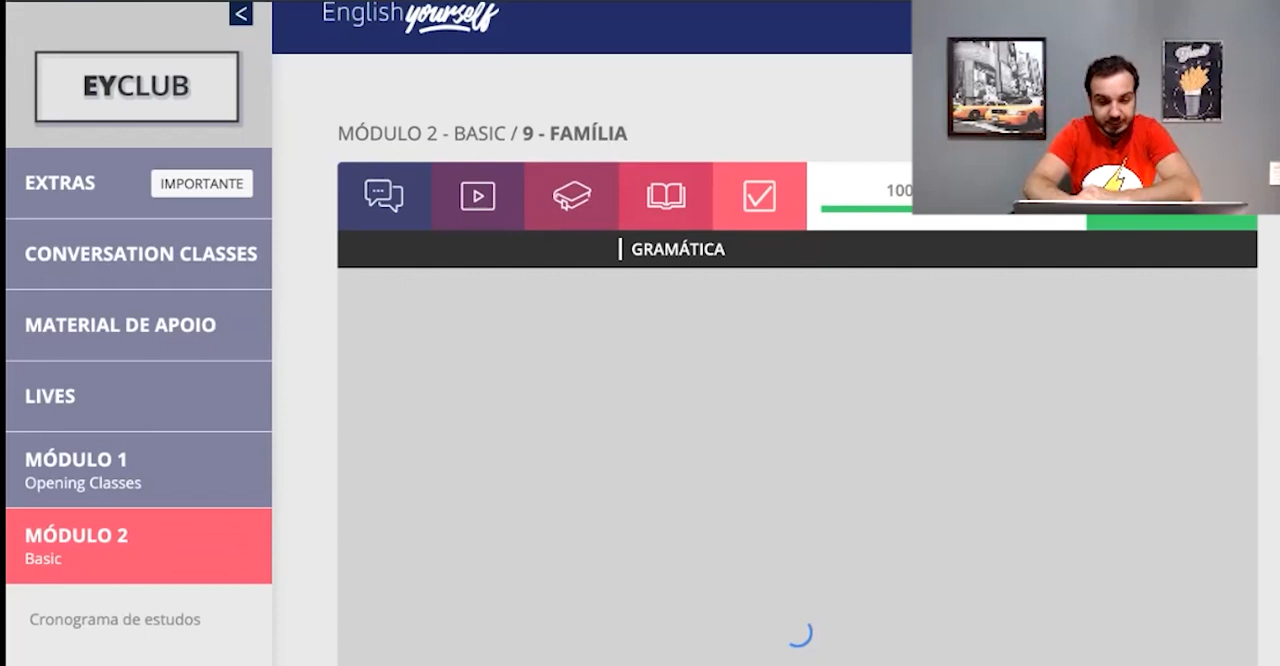 <
English yourself
EYCLUB
MÓDULO 2 - BASIC / 9 - FAMÍLIA
EXTRAS
IMPORTANTE
100
GRAMÁTICA
CONVERSATION CLASSES
MATERIAL DE APOIO
LIVES
MÓDULO 1
Opening Classes
MÓDULO 2
Basic
Cronograma de estudos